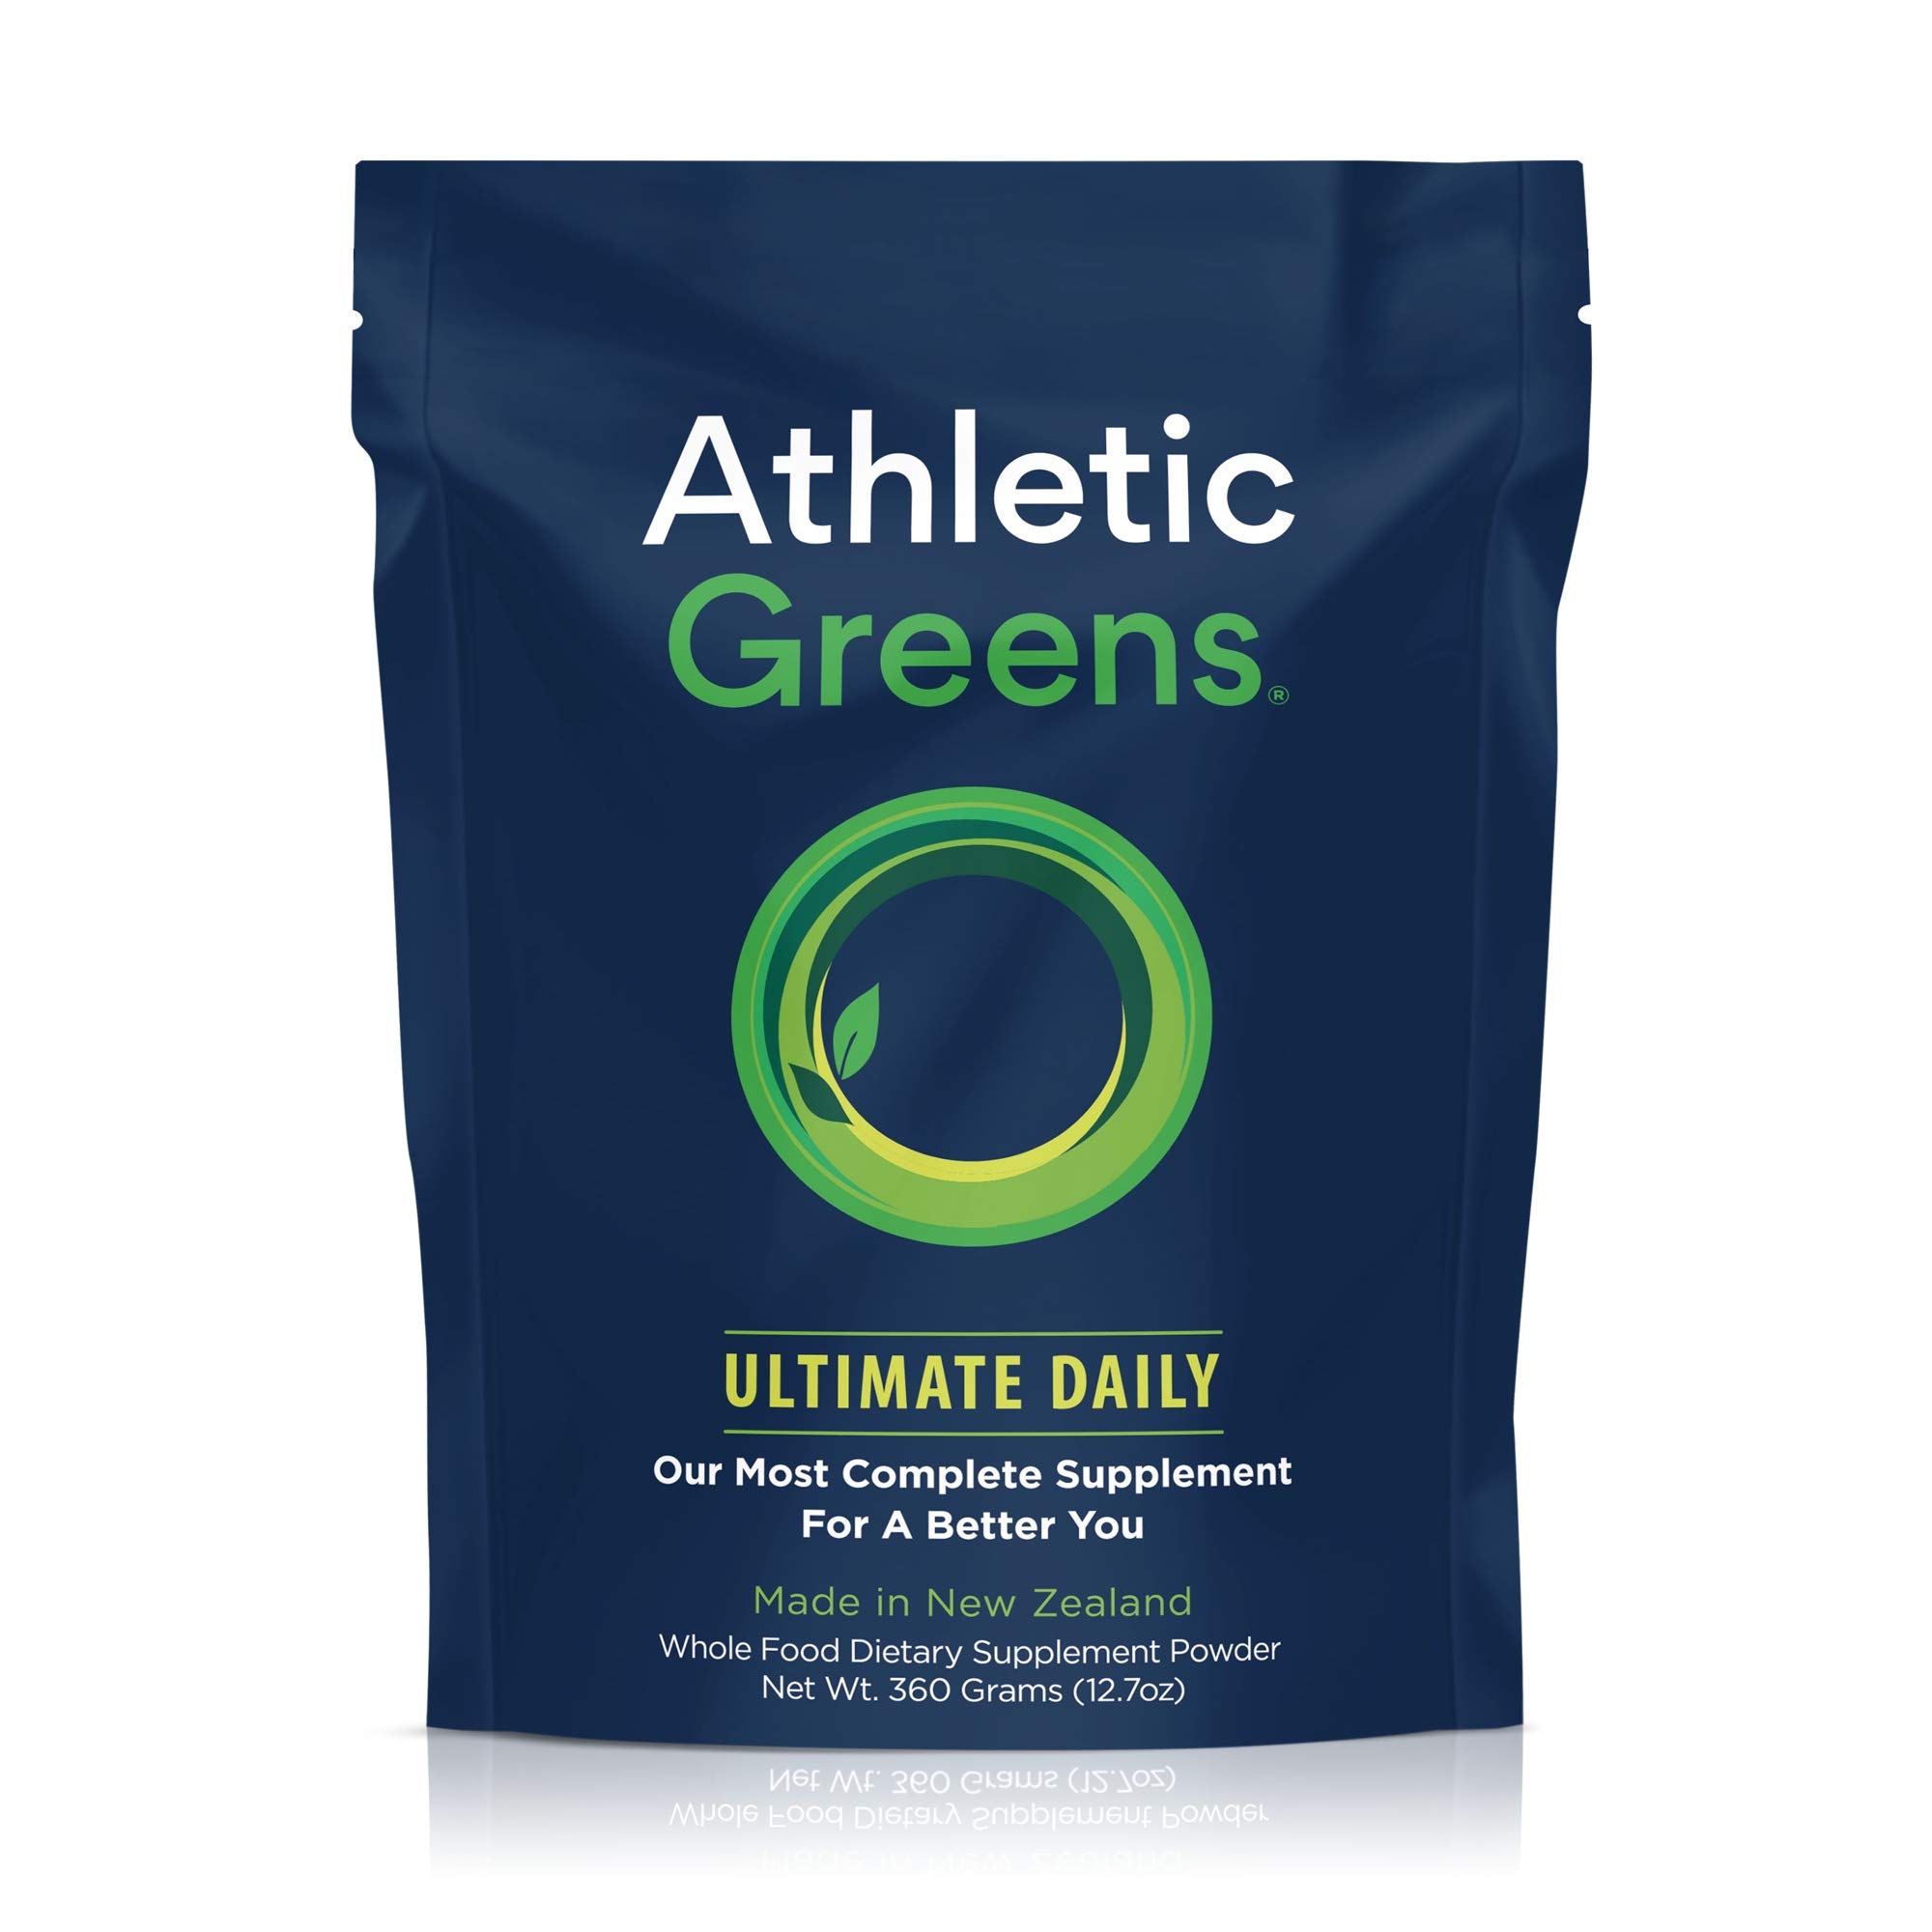 Athletic
Greens®
ULTIMATE DAILY
Our Most Complete Supplement
For A Better You
Made in New Zealand
Whole Food Dietary Supplement Powder
Net Wt. 360 Grams (12.7oz)